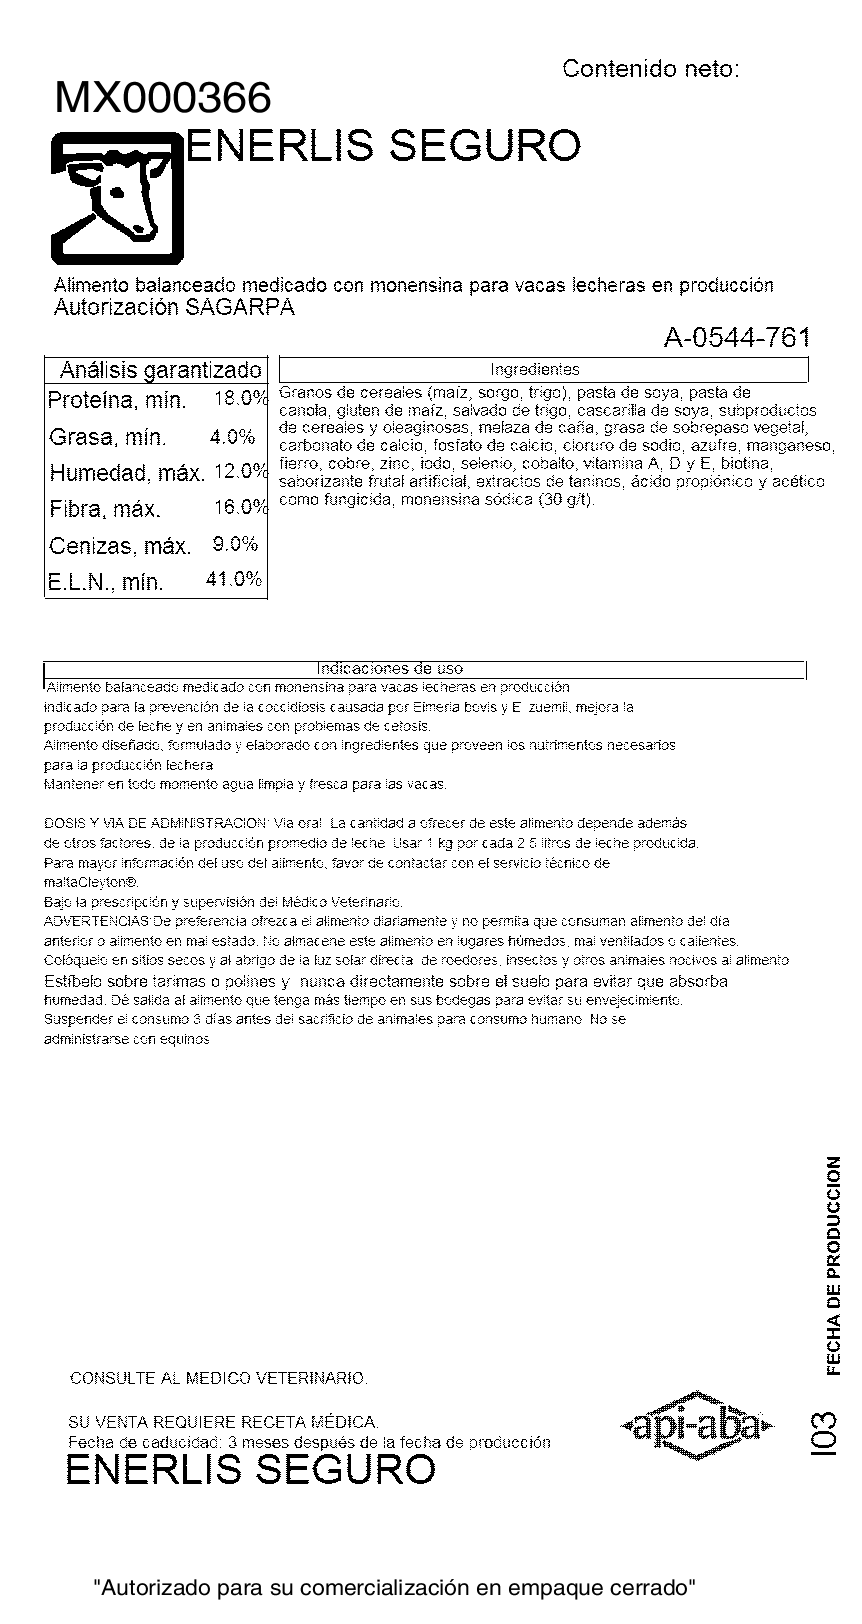 Contenido neto:
MX000366
ENERLIS SEGURO
Alimento balanceado medicado con monensina para vacas lecheras en producción
Autorización SAGARPA
A-0544-761
Análisis garantizado
Proteína, mín. 18.0%
Grasa, mín. 4.0%
Humedad, máx. 12.0%
Fibra, máx. 16.0%
Cenizas, máx. 9.0%
E.L.N., mín. 41.0%
Ingredientes
Granos de cereales (maíz, sorgo, trigo), pasta de soya, pasta de
canola, gluten de maíz, salvado de trigo, cascarilla de soya, subproductos
de cereales y oleaginosas, melaza de caña, grasa de sobrepaso vegetal,
carbonato de calcio, fosfato de calcio, cloruro de sodio, azufre, manganeso,
fierro, cobre, zinc, iodo, selenio, cobalto, vitamina A, D y E, biotina,
saborizante frutal artificial, extractos de taninos, ácido propiónico y acético
como fungicida, monensina sódica (30 g/t).
Indicaciones de uso
Alimento balanceado medicado con monensina para vacas lecheras en producción
Indicado para la prevención de la coccidiosis causada por Eimeria bovis y E. zuernii, mejora la
producción de leche y en animales con problemas de cetosis.
Alimento diseñado, formulado y elaborado con ingredientes que proveen los nutrimentos necesarios
para la producción lechera
Mantener en todo momento agua limpia y fresca para las vacas.
DOSIS Y VIA DE ADMINISTRACION: Via oral. La cantidad a ofrecer de este alimento depende además
de otros factores, de la producción promedio de leche. Usar 1 kg por cada 2.5 litros de leche producida.
Para mayor información del uso del alimento, favor de contactar con el servicio técnico de
maltaCleyton®.
Bajo la prescripción y supervisión del Médico Veterinario.
ADVERTENCIAS:De preferencia ofrezca el alimento diariamente y no permita que consuman alimento del día
anterior o alimento en mal estado. No almacene este alimento en lugares húmedos, mal ventilados o calientes.
Colóquelo en sitios secos y al abrigo de la luz solar directa, de roedores, insectos y otros animales nocivos al alimento
Estíbelo sobre tarimas o polines y nunca directamente sobre el suelo para evitar que absorba
humedad. Dé salida al alimento que tenga más tiempo en sus bodegas para evitar su envejecimiento.
Suspender el consumo 3 días antes del sacrificio de animales para consumo humano. No se
administrarse con equinos
FECHA DE PRODUCCION
I03
CONSULTE AL MEDICO VETERINARIO.
SU VENTA REQUIERE RECETA MÉDICA.
Fecha de caducidad: 3 meses después de la fecha de producción
api-aba
ENERLIS SEGURO
"Autorizado para su comercialización en empaque cerrado"